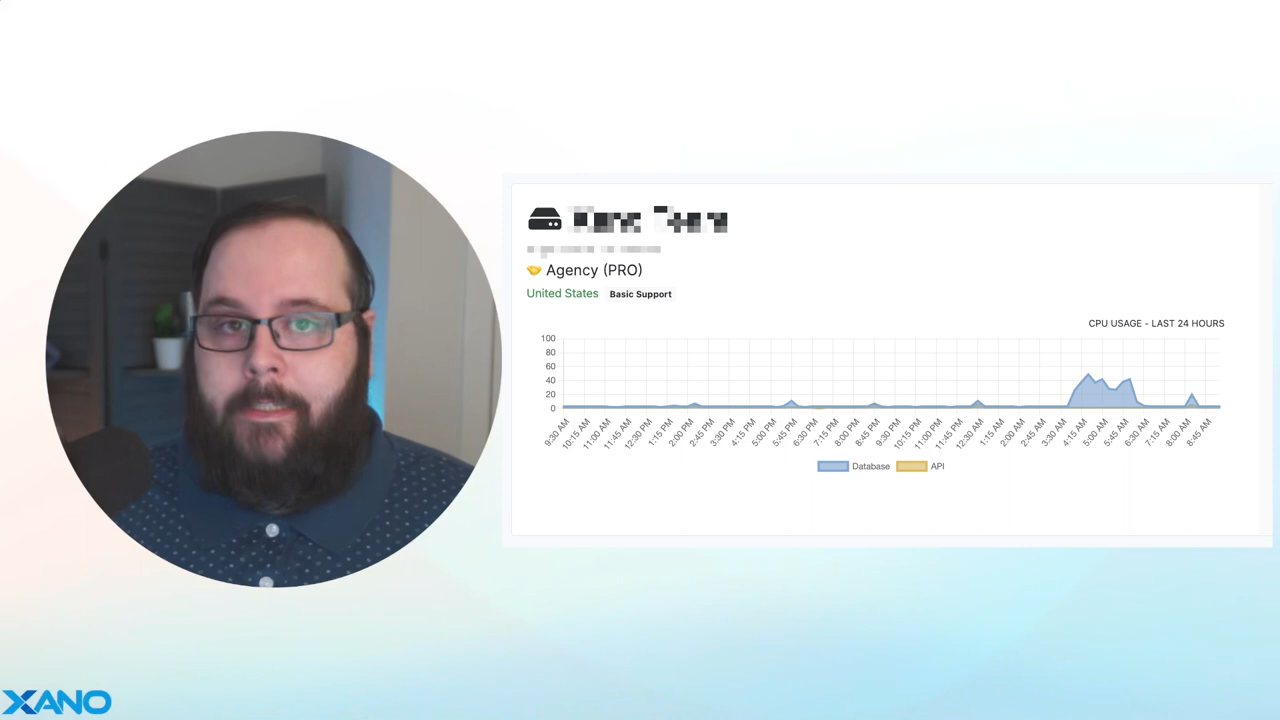 Agency (PRO)
United States Basic Support
CPU USAGE - LAST 24 HOURS
100
80
60
40
20
0
9:30 AM 10:15 AM 11:00 AM 11:45 AM 12:30 PM 1:15 PM 2:00 PM 2:45 PM 3:30 PM 4:15 PM 5:00 PM 5:45 PM 6:30 PM 7:15 PM 8:00 PM 8:45 PM 9:30 PM 10:15 PM 11:00 PM 11:45 PM 12:30 AM 1:15 AM 2:00 AM 2:45 AM 3:30 AM 4:15 AM 5:00 AM 5:45 AM 6:30 AM 7:15 AM 8:00 AM 8:45 AM
Database API
XANO